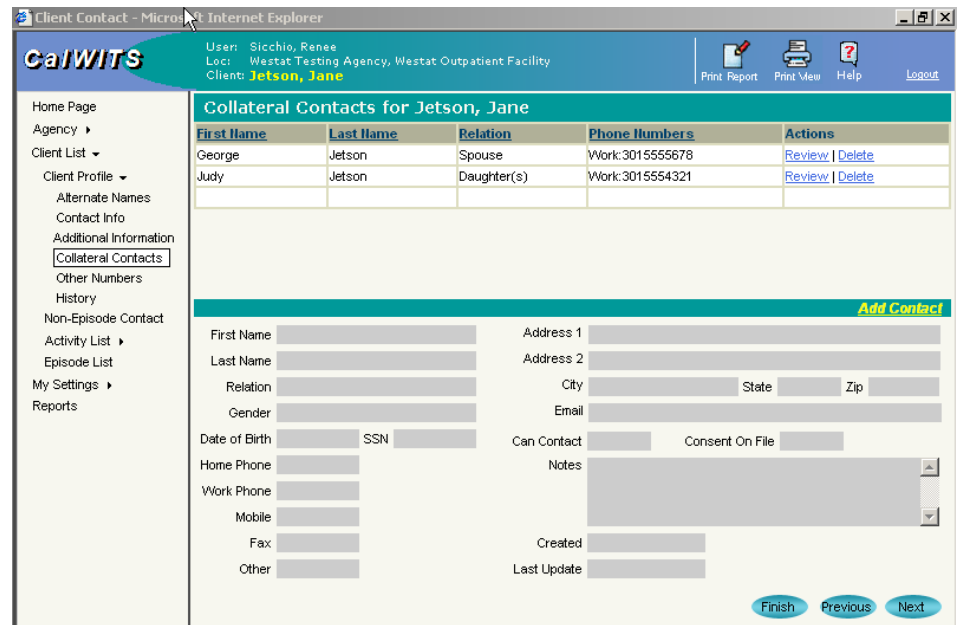 Client Contact - Microsoft Internet Explorer
CalWITS
User: Sicchio, Renee
Loc: Westat Testing Agency, Westat Outpatient Facility
Client: Jetson, Jane
Print Report Print View Help Logout
Home Page
Agency
Client List
Client Profile
Alternate Names
Contact Info
Additional Information
Collateral Contacts
Other Numbers
History
Non-Episode Contact
Activity List
Episode List
My Settings
Reports
Collateral Contacts for Jetson, Jane
First Name Last Name Relation Phone Numbers Actions
George Jetson Spouse Work:3015555678 Review | Delete
Judy Jetson Daughter(s) Work:3015554321 Review | Delete
Add Contact
First Name Address 1
Last Name Address 2
Relation City State Zip
Gender Email
Date of Birth SSN Can Contact Consent On File
Home Phone Notes
Work Phone
Mobile
Fax Created
Other Last Update
Finish Previous Next